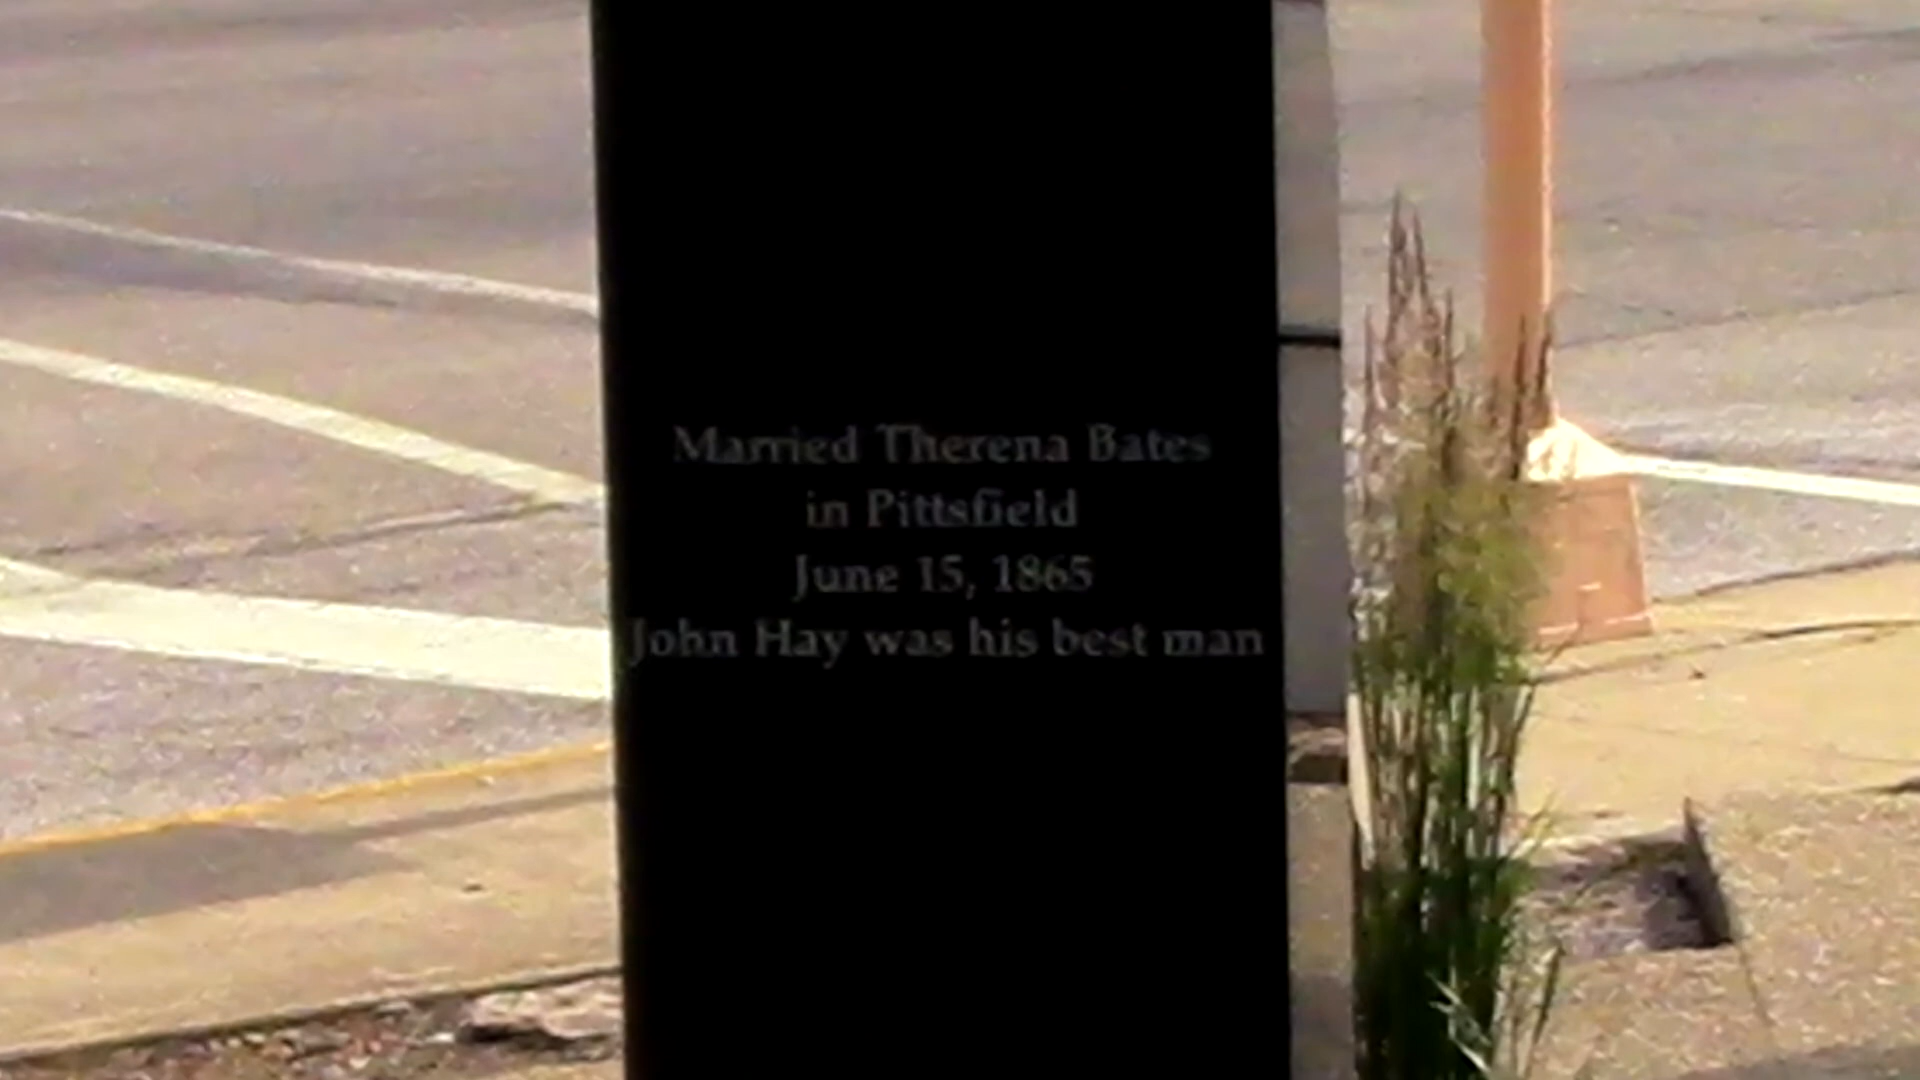 Married Therena Bates
in Pittsfield
June 15, 1865
John Hay was his best man